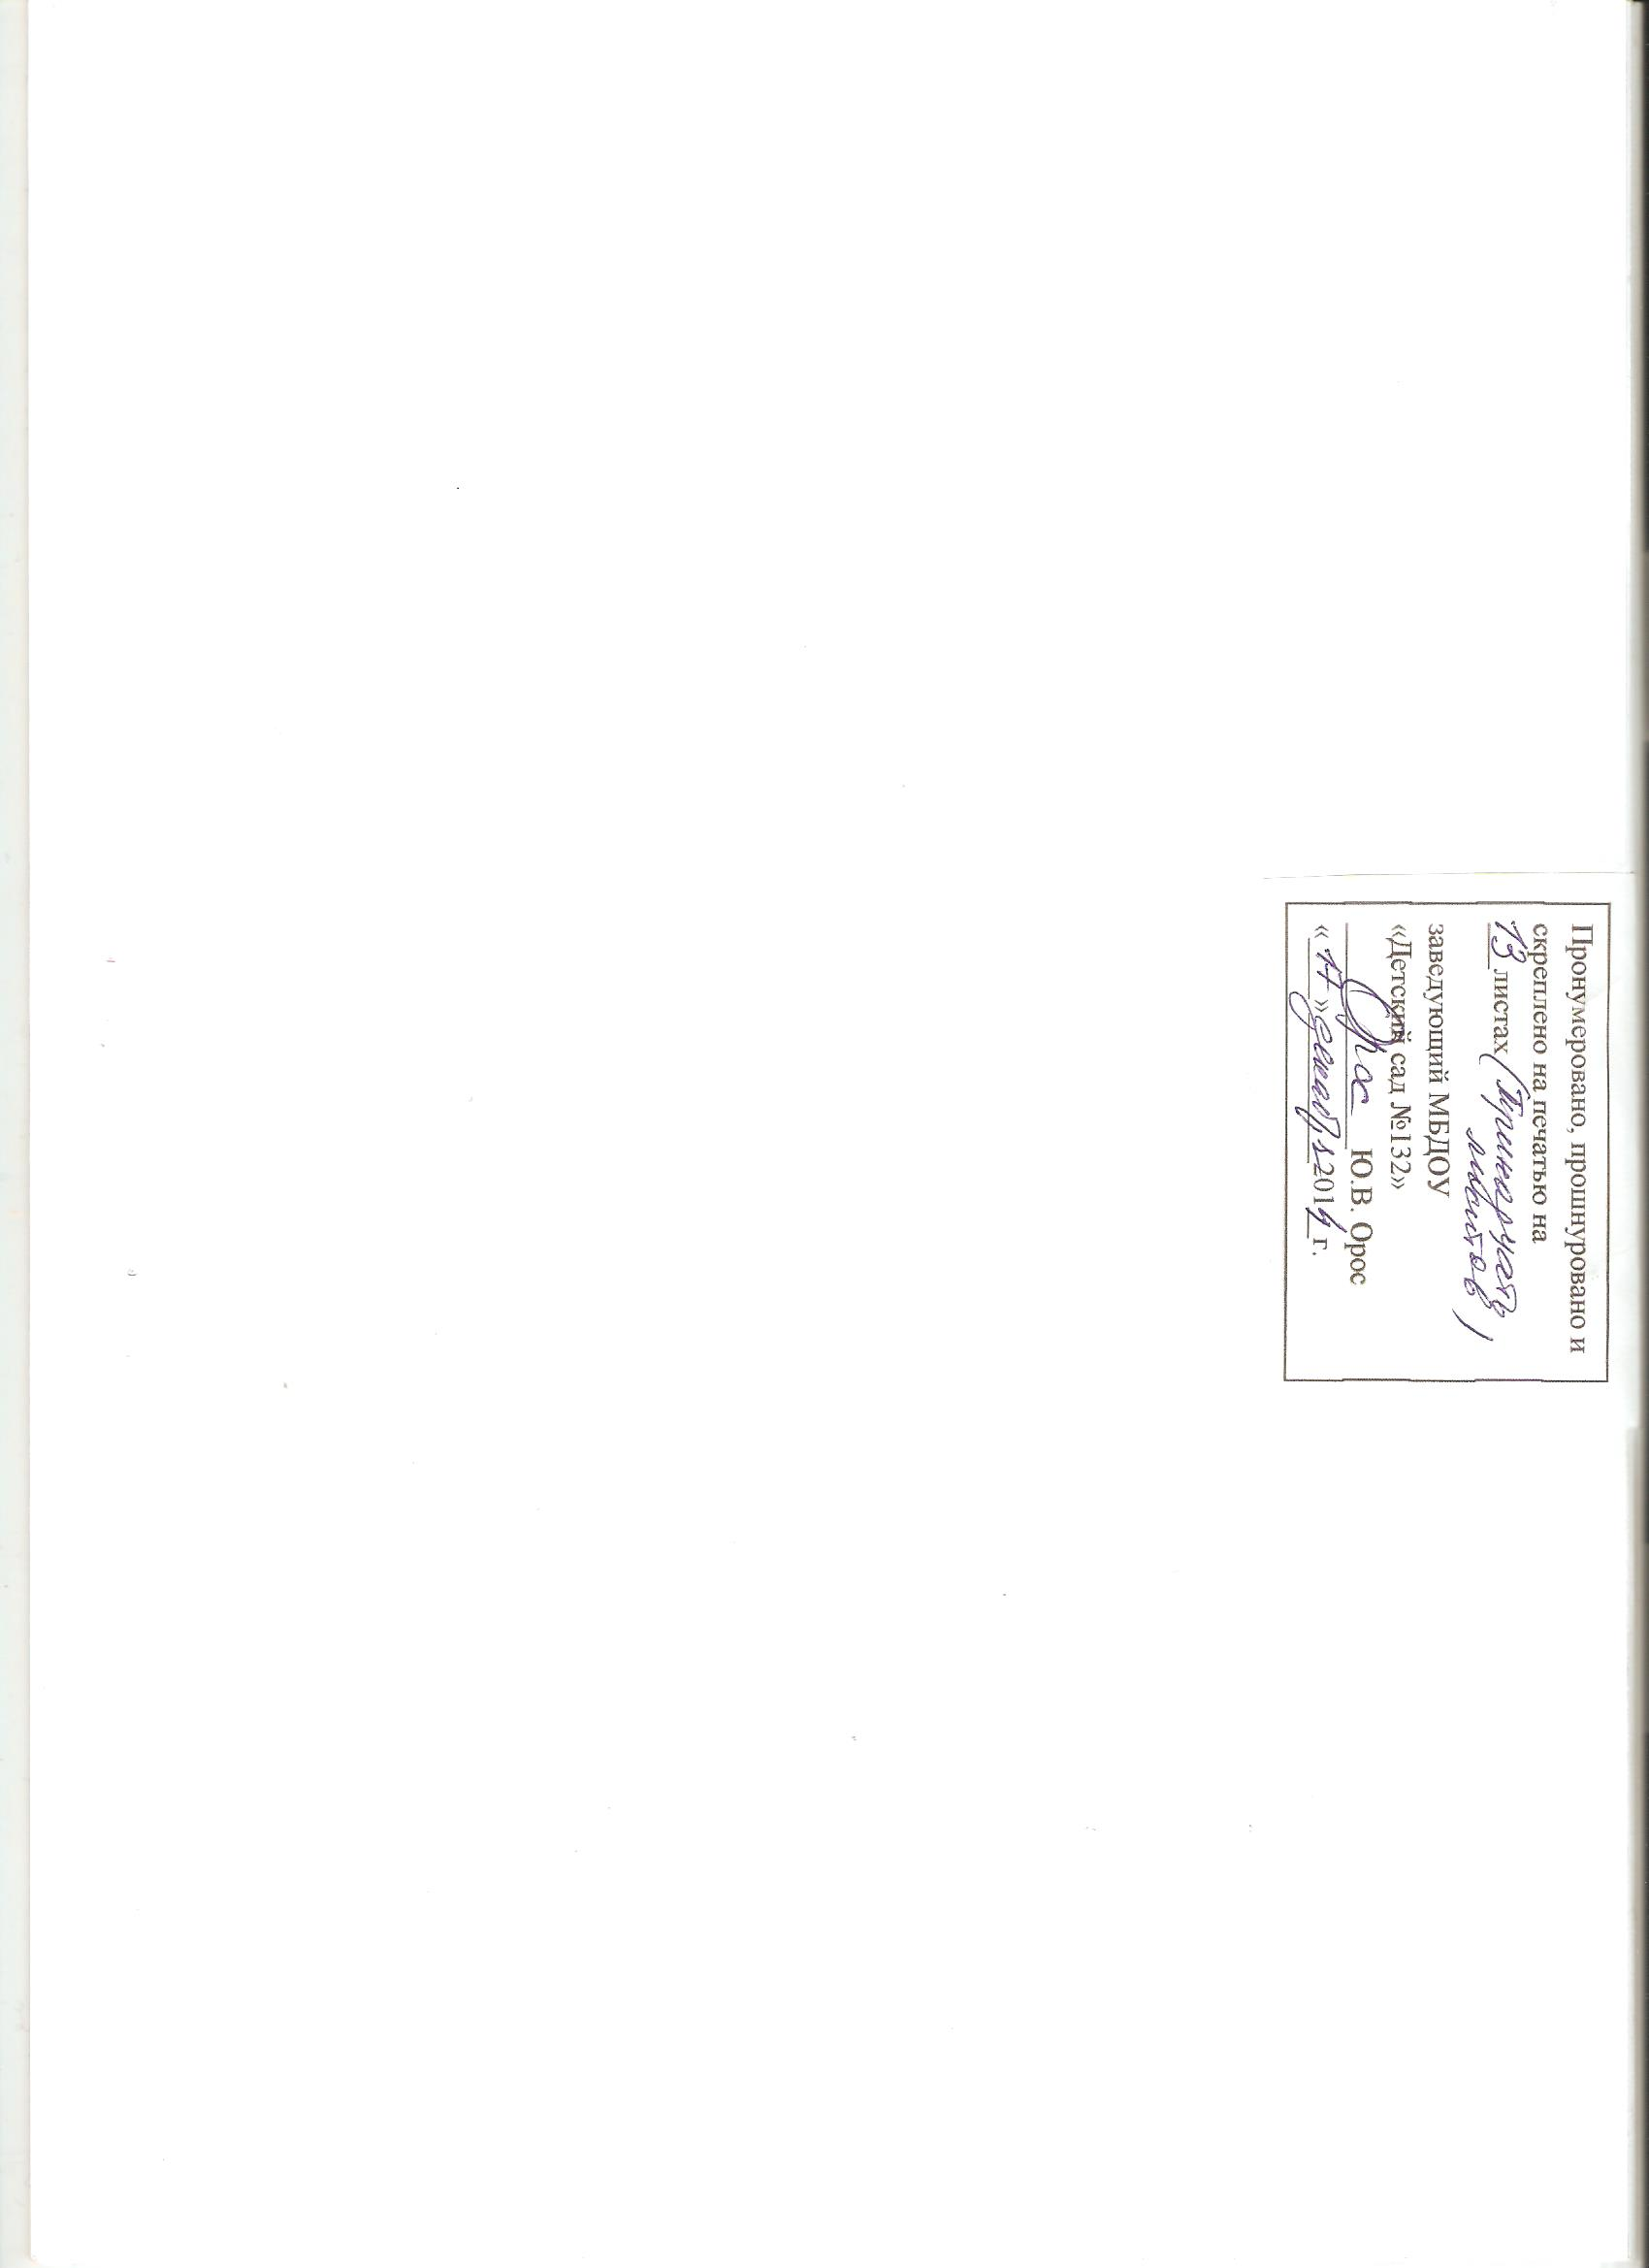 Пронумеровано, прошнуровано и
скреплено на печатью на
13 листах (Тринадцать
листов)
заведующий МБДОУ
«Детский сад №132»
Орос Ю.В. Орос
«17» декабря 2014 г.